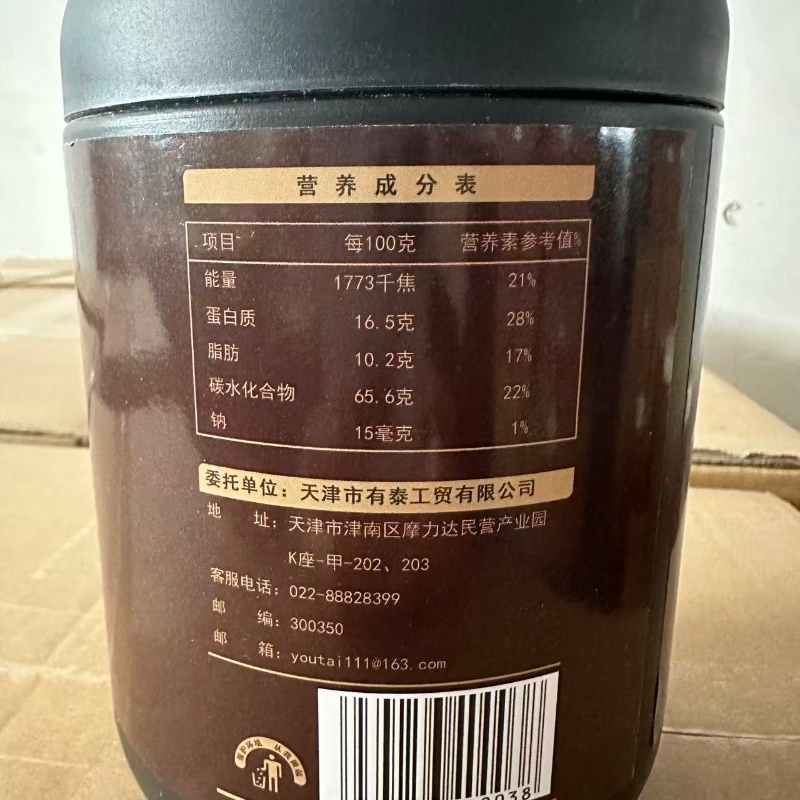 营养成分表
项目 每100克 营养素参考值%
能量 1773千焦 21%
蛋白质 16.5克 28%
脂肪 10.2克 17%
碳水化合物 65.6克 22%
钠 15毫克 1%
委托单位：天津市有泰工贸有限公司
地 址：天津市津南区摩力达民营产业园
K座-甲-202、203
客服电话：022-88828399
邮 编：300350
邮 箱：youtai111@163.com